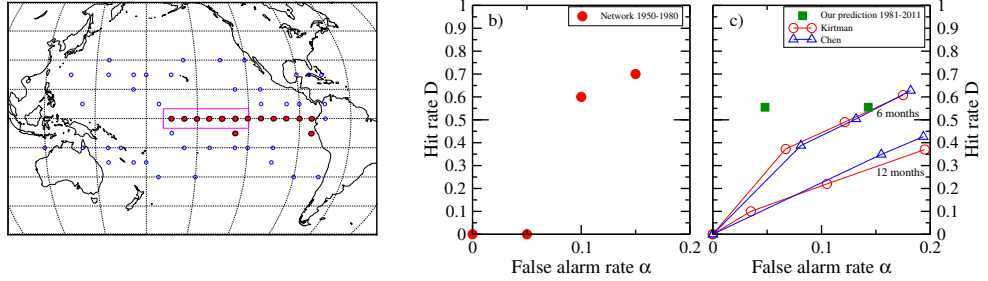 b)
Network 1950-1980
Hit rate D
1
0.9
0.8
0.7
0.6
0.5
0.4
0.3
0.2
0.1
0
0 0.1 0.2
False alarm rate α
c)
Our prediction 1981-2011
Kirtman
Chen
6 months
12 months
0 0.1 0.2
False alarm rate α
1
0.9
0.8
0.7
0.6
0.5
0.4
0.3
0.2
0.1
0
Hit rate D